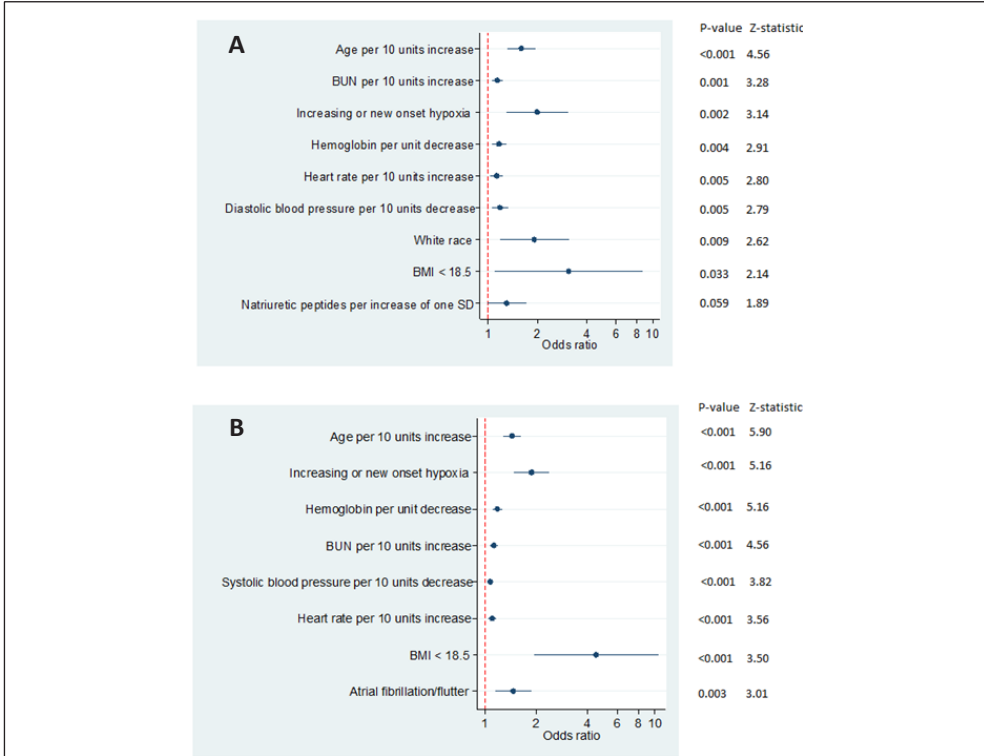 P-value Z-statistic
A
Age per 10 units increase <0.001 4.56
BUN per 10 units increase 0.001 3.28
Increasing or new onset hypoxia 0.002 3.14
Hemoglobin per unit decrease 0.004 2.91
Heart rate per 10 units increase 0.005 2.80
Diastolic blood pressure per 10 units decrease 0.005 2.79
White race 0.009 2.62
BMI < 18.5 0.033 2.14
Natriuretic peptides per increase of one SD 0.059 1.89
1 2 4 6 8 10
Odds ratio
P-value Z-statistic
B
Age per 10 units increase <0.001 5.90
Increasing or new onset hypoxia <0.001 5.16
Hemoglobin per unit decrease <0.001 5.16
BUN per 10 units increase <0.001 4.56
Systolic blood pressure per 10 units decrease <0.001 3.82
Heart rate per 10 units increase <0.001 3.56
BMI < 18.5 <0.001 3.50
Atrial fibrillation/flutter 0.003 3.01
1 2 4 6 8 10
Odds ratio